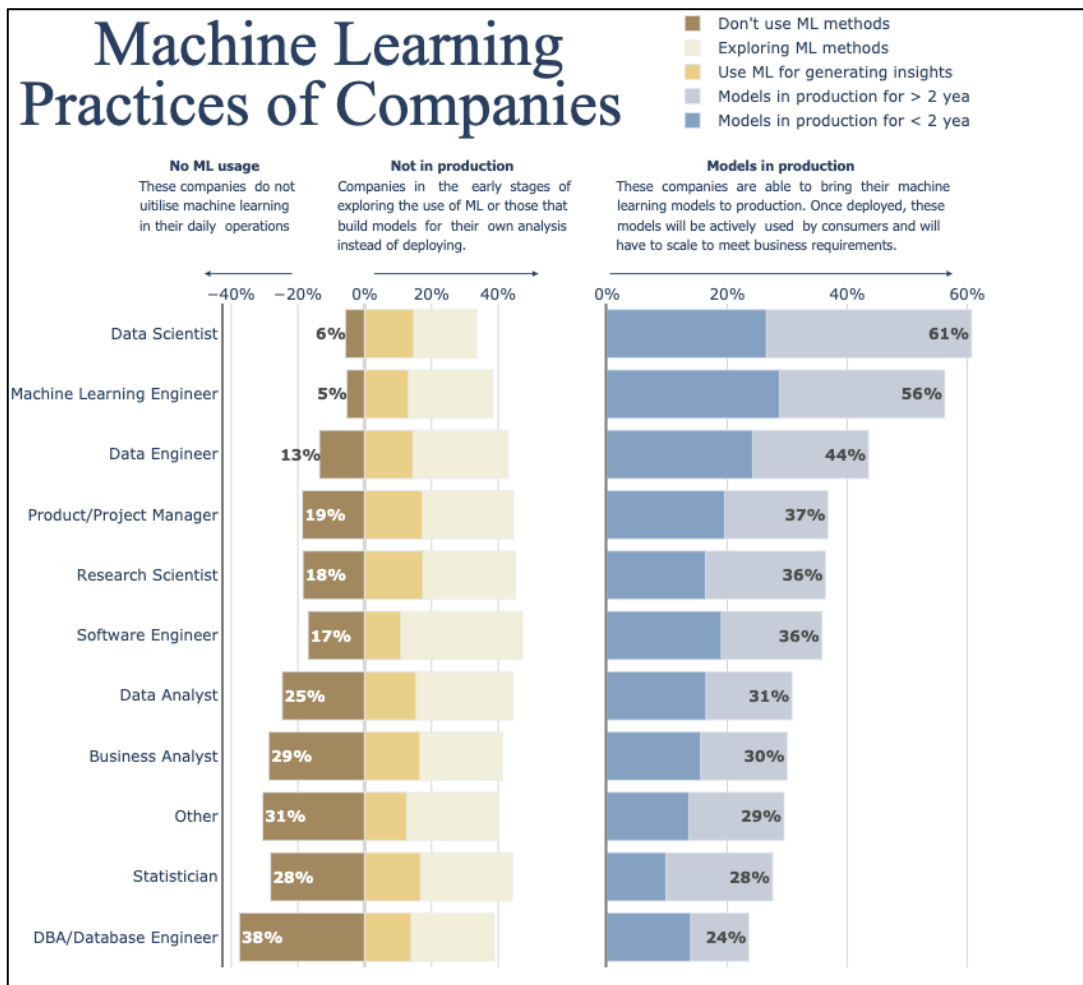 Machine Learning
Practices of Companies
Don't use ML methods
Exploring ML methods
Use ML for generating insights
Models in production for > 2 yea
Models in production for < 2 yea
No ML usage
These companies do not
uitilise machine learning
in their daily operations
Not in production
Companies in the early stages of
exploring the use of ML or those that
build models for their own analysis
instead of deploying.
Models in production
These companies are able to bring their machine
learning models to production. Once deployed, these
models will be actively used by consumers and will
have to scale to meet business requirements.
−40% −20% 0% 20% 40% 0% 20% 40% 60%
Data Scientist 6% 61%
Machine Learning Engineer 5% 56%
Data Engineer 13% 44%
Product/Project Manager 19% 37%
Research Scientist 18% 36%
Software Engineer 17% 36%
Data Analyst 25% 31%
Business Analyst 29% 30%
Other 31% 29%
Statistician 28% 28%
DBA/Database Engineer 38% 24%